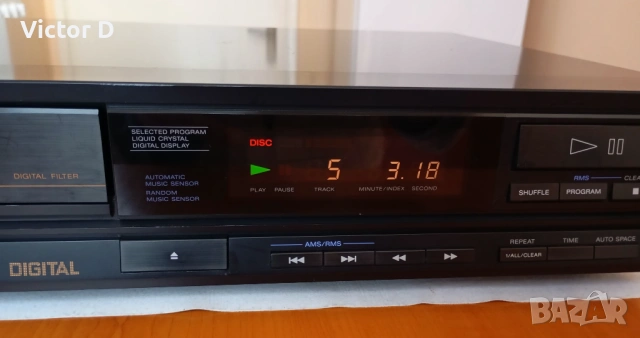 Victor D
SELECTED PROGRAM
LIQUID CRYSTAL
DIGITAL DISPLAY
AUTOMATIC
MUSIC SENSOR
RANDOM
MUSIC SENSOR
DIGITAL FILTER
DISC
5 3.18
PLAY PAUSE TRACK MINUTE/INDEX SECOND
RMS CLEA
SHUFFLE PROGRAM
DIGITAL
AMS/RMS
REPEAT TIME AUTO SPACE
1/ALL/CLEAR
BAZAR